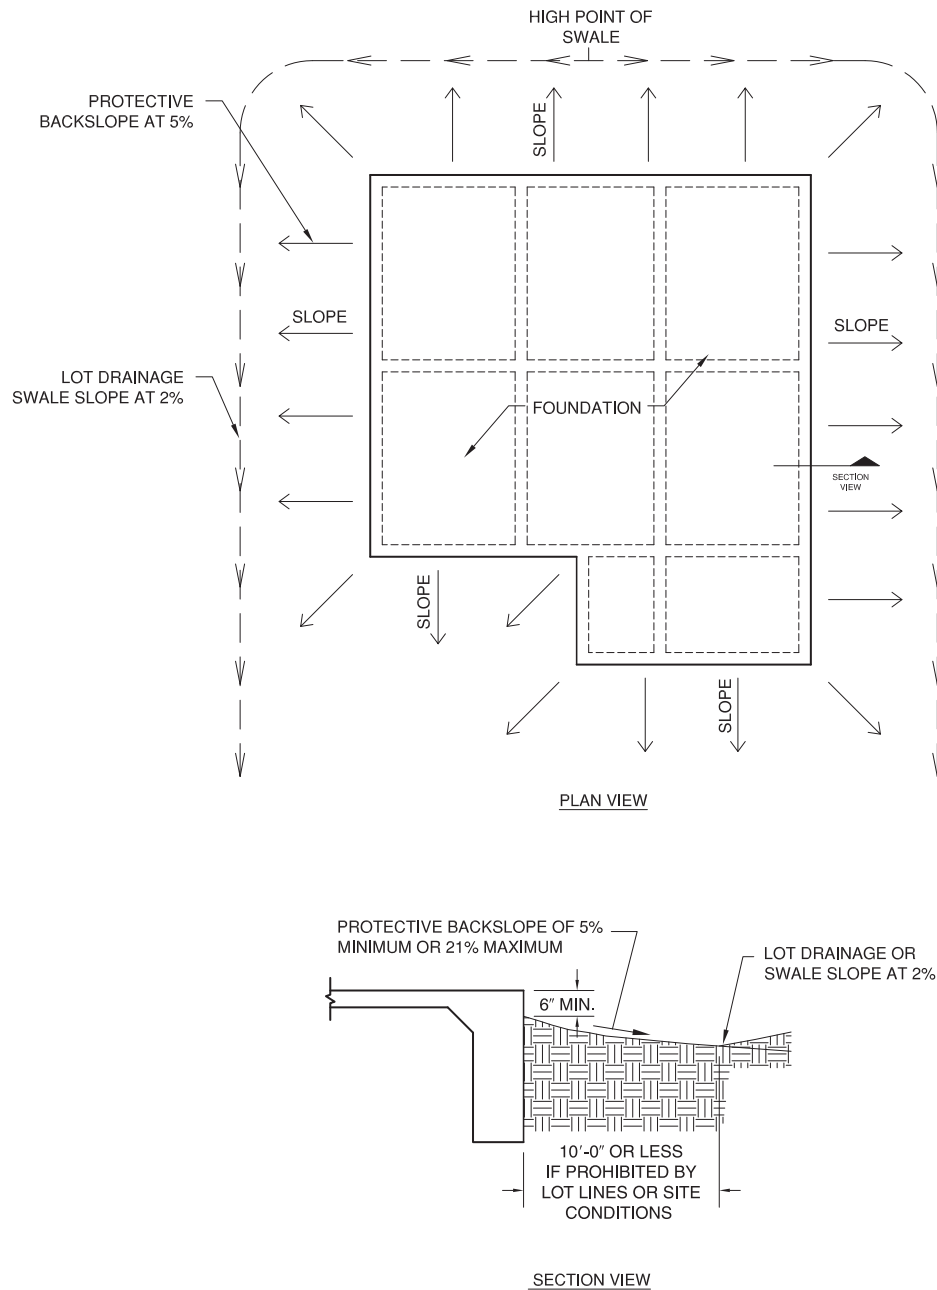 HIGH POINT OF
SWALE
PROTECTIVE
BACKSLOPE AT 5%
SLOPE
SLOPE
SLOPE
LOT DRAINAGE
SWALE SLOPE AT 2%
FOUNDATION
SECTION
VIEW
SLOPE
SLOPE
PLAN VIEW
PROTECTIVE BACKSLOPE OF 5%
MINIMUM OR 21% MAXIMUM
LOT DRAINAGE OR
SWALE SLOPE AT 2%
6″ MIN.
10′-0″ OR LESS
IF PROHIBITED BY
LOT LINES OR SITE
CONDITIONS
SECTION VIEW